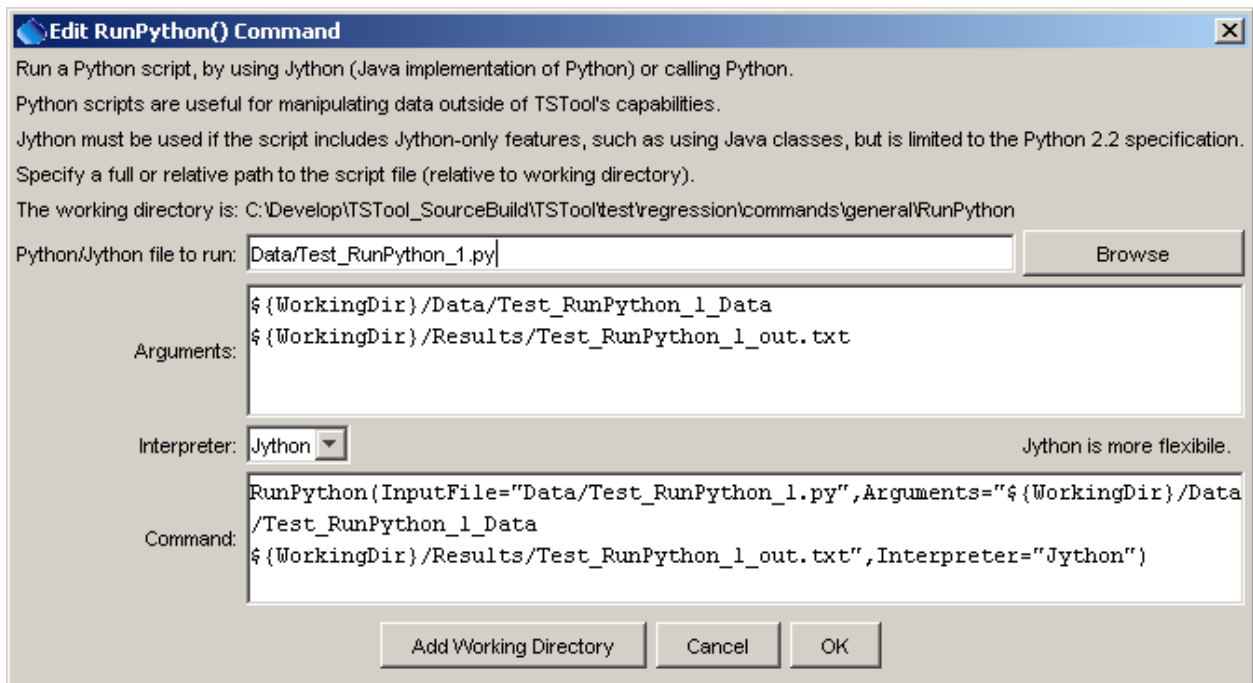 Edit RunPython() Command
Run a Python script, by using Jython (Java implementation of Python) or calling Python.
Python scripts are useful for manipulating data outside of TSTool's capabilities.
Jython must be used if the script includes Jython-only features, such as using Java classes, but is limited to the Python 2.2 specification.
Specify a full or relative path to the script file (relative to working directory).
The working directory is: C:\Develop\TSTool_SourceBuild\TSTool\test\regression\commands\general\RunPython
Python/Jython file to run: Data/Test_RunPython_1.py Browse
Arguments:
${WorkingDir}/Data/Test_RunPython_1_Data
${WorkingDir}/Results/Test_RunPython_1_out.txt
Interpreter: Jython Jython is more flexibile.
Command:
RunPython(InputFile="Data/Test_RunPython_1.py",Arguments="${WorkingDir}/Data
/Test_RunPython_1_Data
${WorkingDir}/Results/Test_RunPython_1_out.txt",Interpreter="Jython")
Add Working Directory Cancel OK